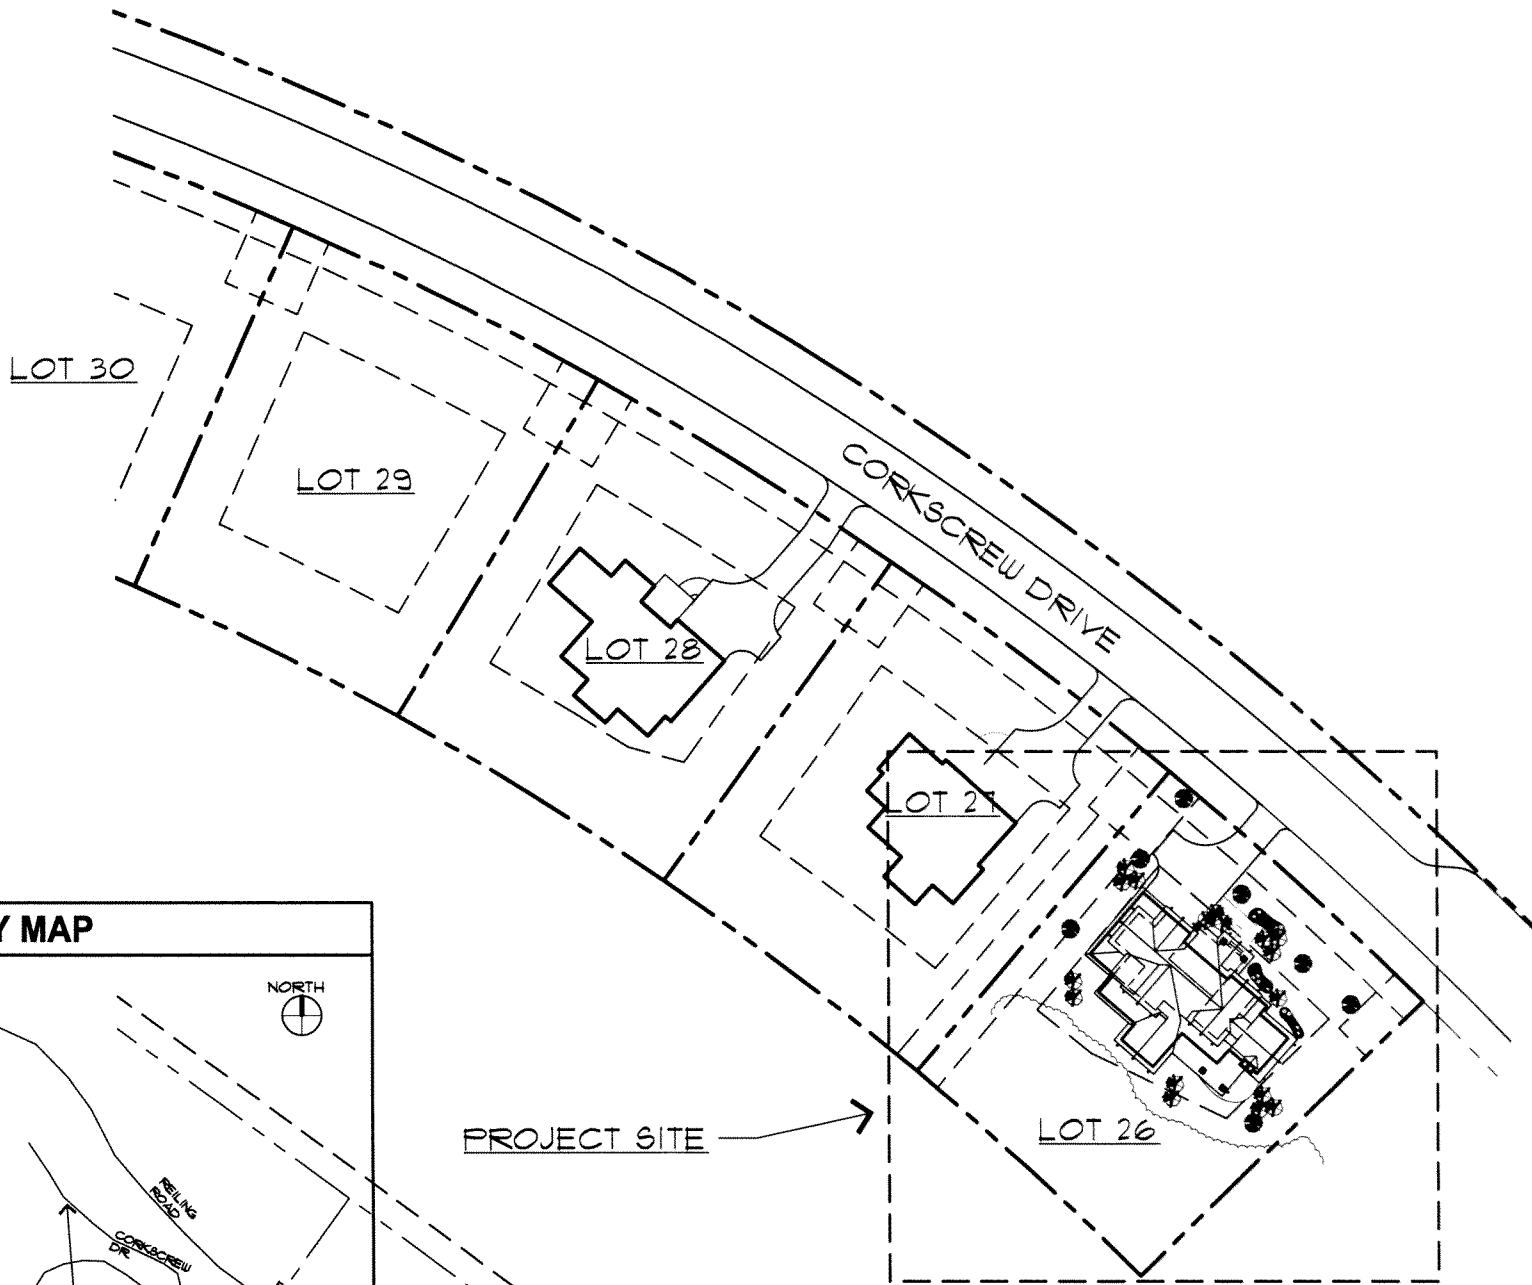 LOT 30
LOT 29
CORKSCREW DRIVE
LOT 28
LOT 27
Y MAP
NORTH
PROJECT SITE
LOT 26
REILING
ROAD
CORKSCREW
DR